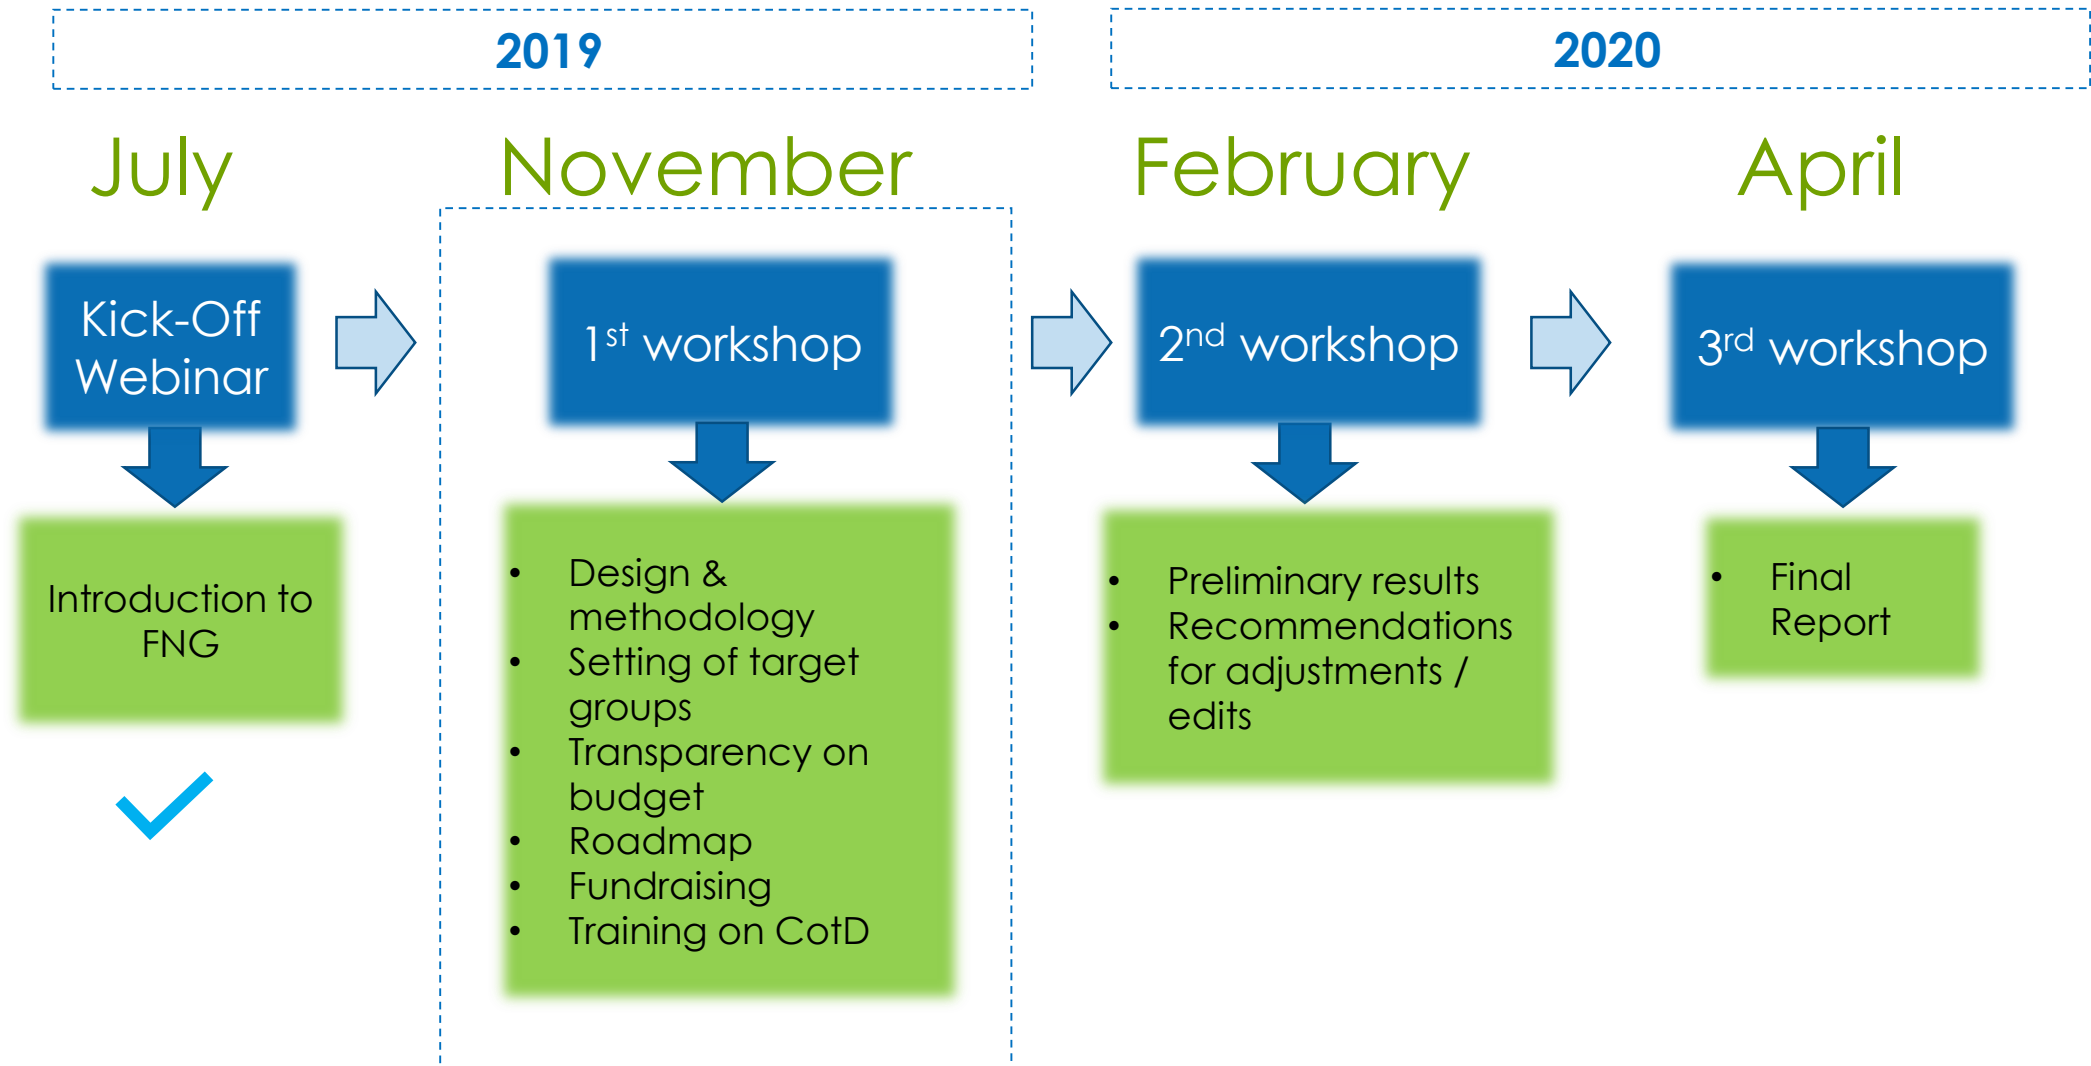 2019
2020
July
November
February
April
Kick-Off
Webinar
1st workshop
2nd workshop
3rd workshop
Introduction to
FNG
• Design &
methodology
• Setting of target
groups
• Transparency on
budget
• Roadmap
• Fundraising
• Training on CotD
• Preliminary results
• Recommendations
for adjustments /
edits
• Final
Report